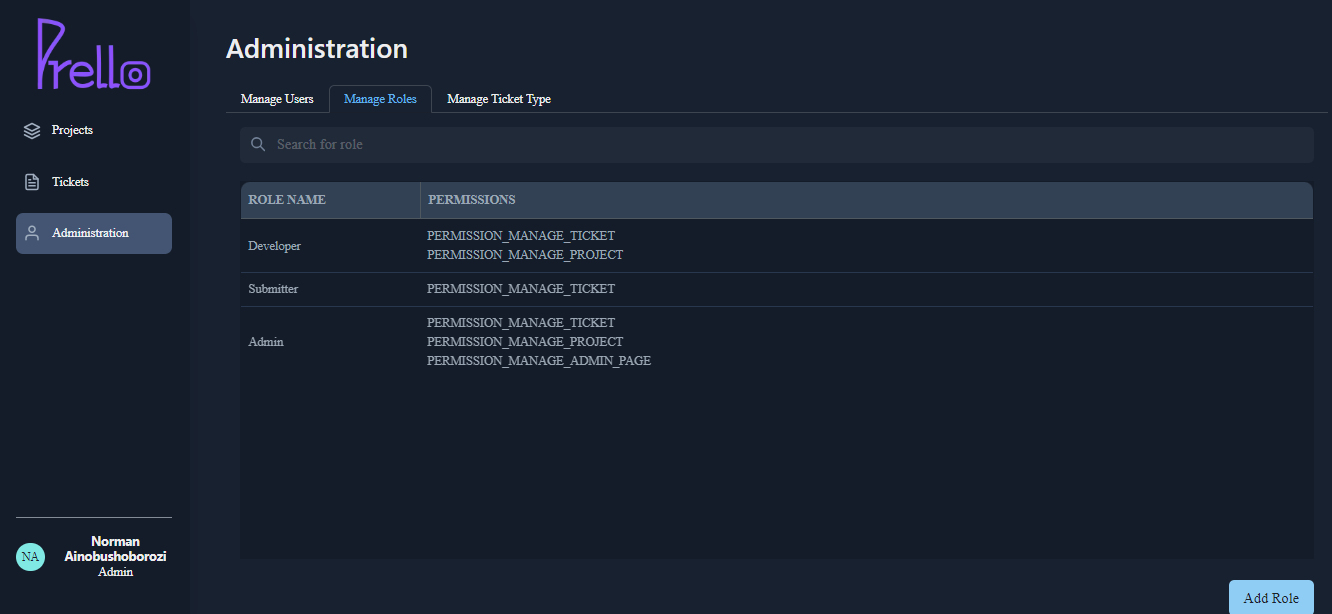 Prello
Administration
Manage Users Manage Roles Manage Ticket Type
Projects
Search for role
Tickets
ROLE NAME PERMISSIONS
Administration
Developer
PERMISSION_MANAGE_TICKET
PERMISSION_MANAGE_PROJECT
Submitter PERMISSION_MANAGE_TICKET
Admin
PERMISSION_MANAGE_TICKET
PERMISSION_MANAGE_PROJECT
PERMISSION_MANAGE_ADMIN_PAGE
NA
Norman
Ainobushoborozi
Admin
Add Role